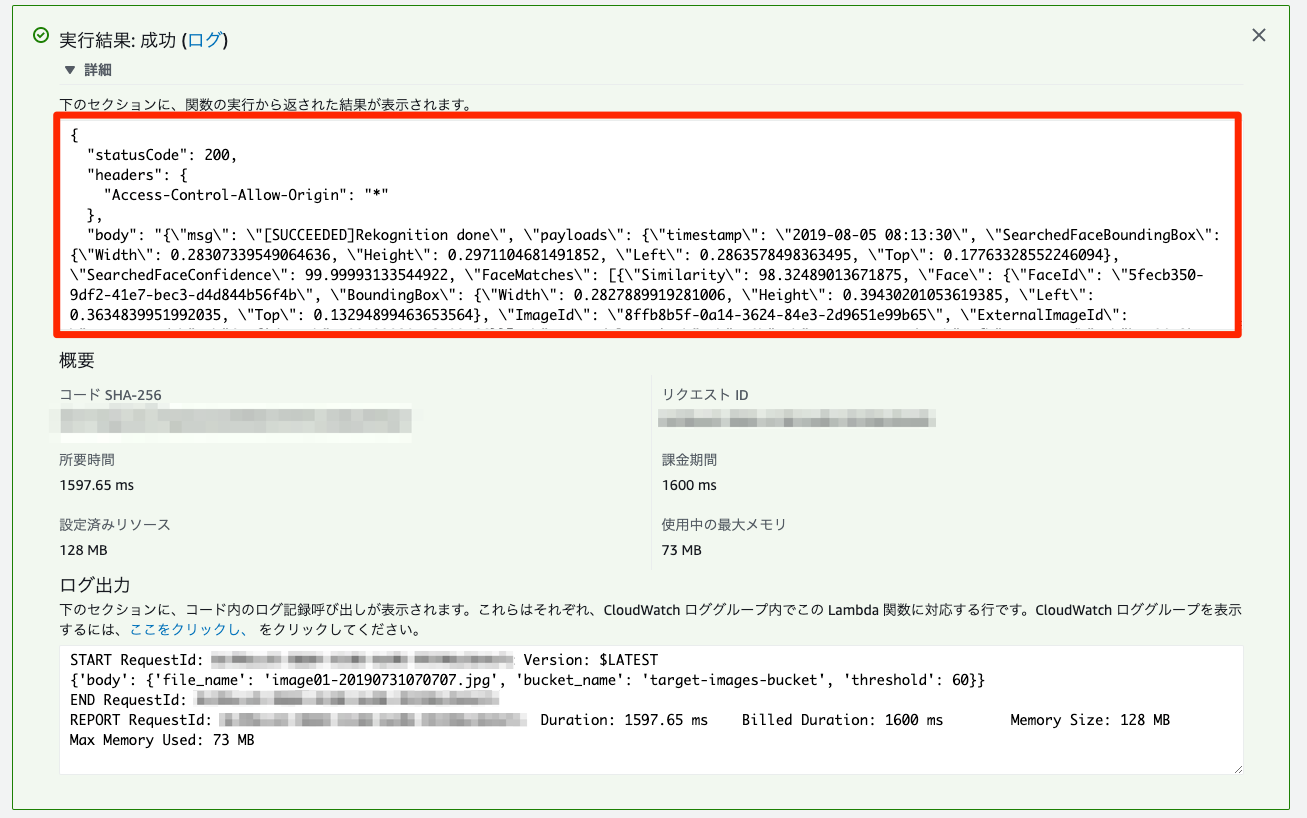 実行結果: 成功 (ログ)
▼ 詳細
下のセクションに、関数の実行から返された結果が表示されます。
{
"statusCode": 200,
"headers": {
"Access-Control-Allow-Origin": "*"
},
"body": "{\"msg\": \"[SUCCEEDED]Rekognition done\", \"payloads\": {\"timestamp\": \"2019-08-05 08:13:30\", \"SearchedFaceBoundingBox\":
{\"Width\": 0.28307339549064636, \"Height\": 0.2971104681491852, \"Left\": 0.2863578498363495, \"Top\": 0.17763328552246094},
\"SearchedFaceConfidence\": 99.99993133544922, \"FaceMatches\": [{\"Similarity\": 98.32489013671875, \"Face\": {\"FaceId\": \"5fecb350-
9df2-41e7-bec3-d4d844b56f4b\", \"BoundingBox\": {\"Width\": 0.2827889919281006, \"Height\": 0.39430201053619385, \"Left\":
0.3634839951992035, \"Top\": 0.13294899463653564}, \"ImageId\": \"8ffb8b5f-0a14-3624-84e3-2d9651e99b65\", \"ExternalImageId\":
概要
コード SHA-256
リクエスト ID
所要時間
課金期間
1597.65 ms
1600 ms
設定済みリソース
使用中の最大メモリ
128 MB
73 MB
ログ出力
下のセクションに、コード内のログ記録呼び出しが表示されます。これらはそれぞれ、CloudWatch ロググループ内でこの Lambda 関数に対応する行です。CloudWatch ロググループを表示
するには、ここをクリックし、 をクリックしてください。
START RequestId: Version: $LATEST
{'body': {'file_name': 'image01-20190731070707.jpg', 'bucket_name': 'target-images-bucket', 'threshold': 60}}
END RequestId:
REPORT RequestId: Duration: 1597.65 ms Billed Duration: 1600 ms Memory Size: 128 MB
Max Memory Used: 73 MB